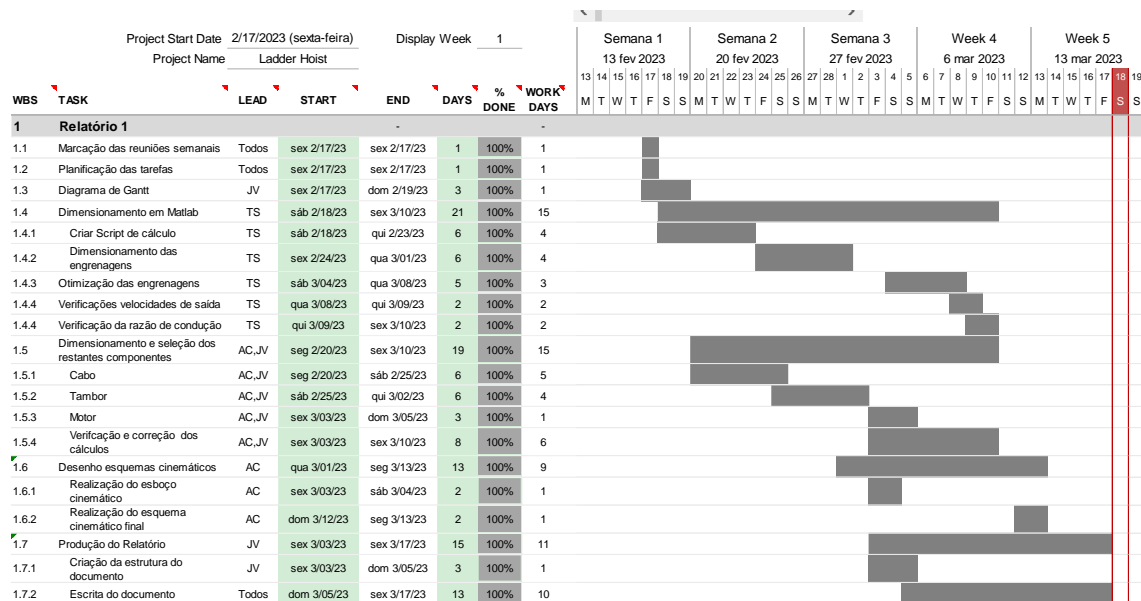 Project Start Date 2/17/2023 (sexta-feira) Display Week 1 Semana 1 Semana 2 Semana 3 Week 4 Week 5
Project Name Ladder Hoist 13 fev 2023 20 fev 2023 27 fev 2023 6 mar 2023 13 mar 2023
13 14 15 16 17 18 19 20 21 22 23 24 25 26 27 28 1 2 3 4 5 6 7 8 9 10 11 12 13 14 15 16 17 18 19
WBS TASK LEAD START END DAYS % DONE WORK DAYS M T W T F S S M T W T F S S M T W T F S S M T W T F S S M T W T F S S
1 Relatório 1 - -
1.1 Marcação das reuniões semanais Todos sex 2/17/23 sex 2/17/23 1 100% 1
1.2 Planificação das tarefas Todos sex 2/17/23 sex 2/17/23 1 100% 1
1.3 Diagrama de Gantt JV sex 2/17/23 dom 2/19/23 3 100% 1
1.4 Dimensionamento em Matlab TS sáb 2/18/23 sex 3/10/23 21 100% 15
1.4.1 Criar Script de cálculo TS sáb 2/18/23 qui 2/23/23 6 100% 4
1.4.2 Dimensionamento das engrenagens TS sex 2/24/23 qua 3/01/23 6 100% 4
1.4.3 Otimização das engrenagens TS sáb 3/04/23 qua 3/08/23 5 100% 3
1.4.4 Verificações velocidades de saída TS qua 3/08/23 qui 3/09/23 2 100% 2
1.4.4 Verificação da razão de condução TS qui 3/09/23 sex 3/10/23 2 100% 2
1.5 Dimensionamento e seleção dos restantes componentes AC,JV seg 2/20/23 sex 3/10/23 19 100% 15
1.5.1 Cabo AC,JV seg 2/20/23 sáb 2/25/23 6 100% 5
1.5.2 Tambor AC,JV sáb 2/25/23 qui 3/02/23 6 100% 4
1.5.3 Motor AC,JV sex 3/03/23 dom 3/05/23 3 100% 1
1.5.4 Verifcação e correção dos cálculos AC,JV sex 3/03/23 sex 3/10/23 8 100% 6
1.6 Desenho esquemas cinemáticos AC qua 3/01/23 seg 3/13/23 13 100% 9
1.6.1 Realização do esboço cinemático AC sex 3/03/23 sáb 3/04/23 2 100% 1
1.6.2 Realização do esquema cinemático final AC dom 3/12/23 seg 3/13/23 2 100% 1
1.7 Produção do Relatório JV sex 3/03/23 sex 3/17/23 15 100% 11
1.7.1 Criação da estrutura do documento JV sex 3/03/23 dom 3/05/23 3 100% 1
1.7.2 Escrita do documento Todos dom 3/05/23 sex 3/17/23 13 100% 10